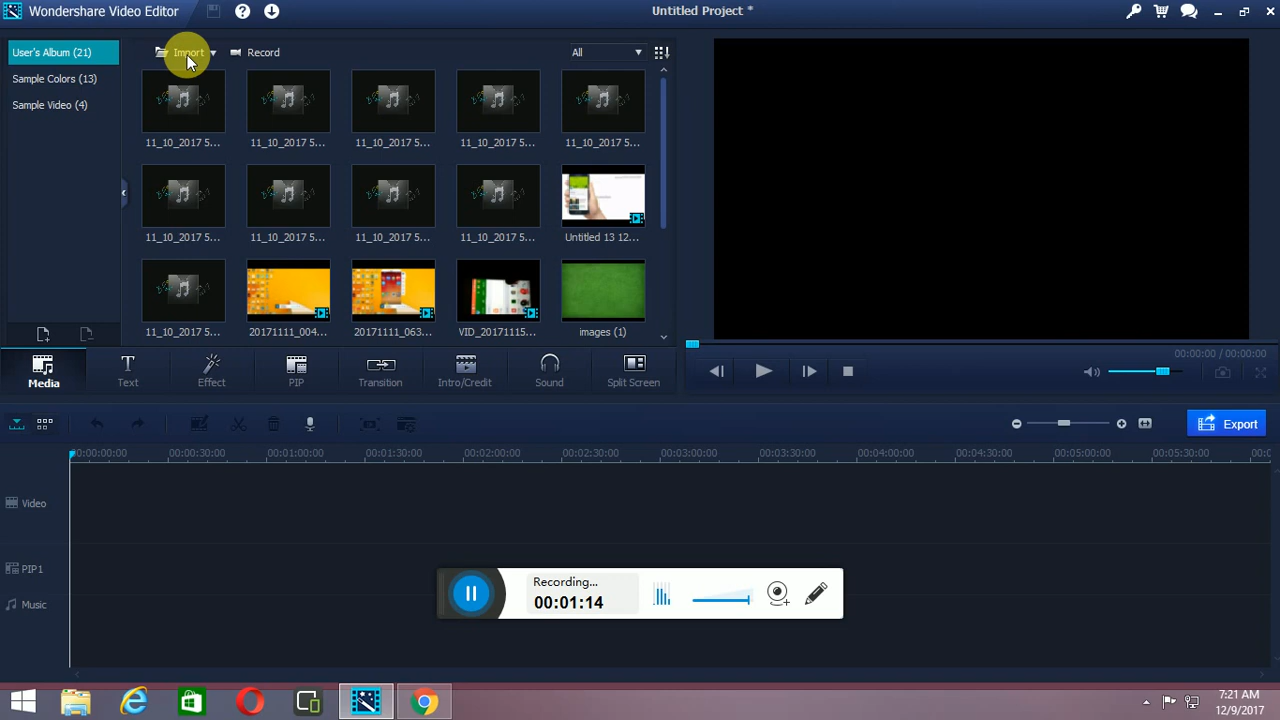 Wondershare Video Editor
Untitled Project *
User's Album (21)
Sample Colors (13)
Sample Video (4)
Import
Record
All
11_10_2017 5...
11_10_2017 5...
11_10_2017 5...
11_10_2017 5...
11_10_2017 5...
11_10_2017 5...
11_10_2017 5...
11_10_2017 5...
11_10_2017 5...
Untitled 13 12...
11_10_2017 5...
20171111_004...
20171111_063...
VID_20171115...
images (1)
Media
Text
Effect
PIP
Transition
Intro/Credit
Sound
Split Screen
00:00:00 / 00:00:00
Export
00:00:00:00
00:00:30:00
00:01:00:00
00:01:30:00
00:02:00:00
00:02:30:00
00:03:00:00
00:03:30:00
00:04:00:00
00:04:30:00
00:05:00:00
00:05:30:00
Video
PIP1
Music
Recording...
00:01:14
7:21 AM
12/9/2017